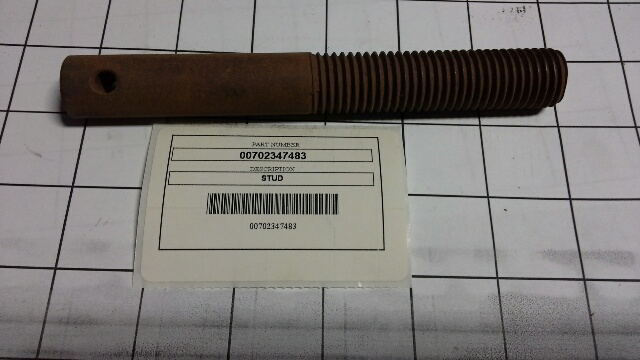 PART NUMBER
00702347483
DESCRIPTION
STUD
00702347483